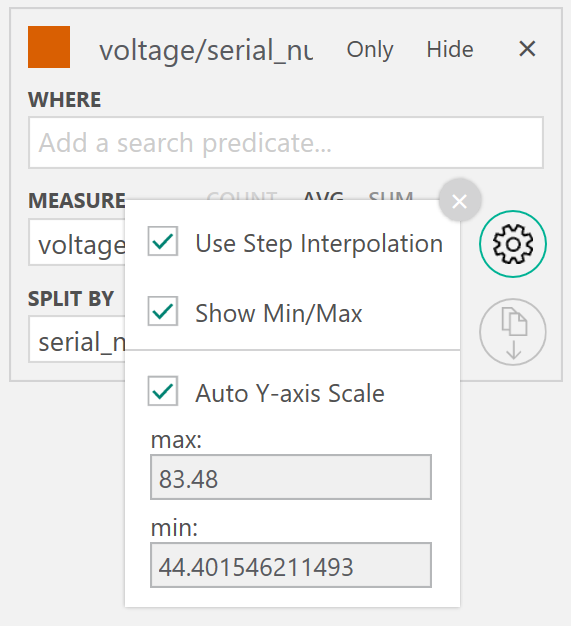 voltage/serial_nu Only Hide ×
WHERE
Add a search predicate...
MEASURE COUNT AVG SUM
voltage
Use Step Interpolation
Show Min/Max
SPLIT BY
serial_n
Auto Y-axis Scale
max:
83.48
min:
44.401546211493